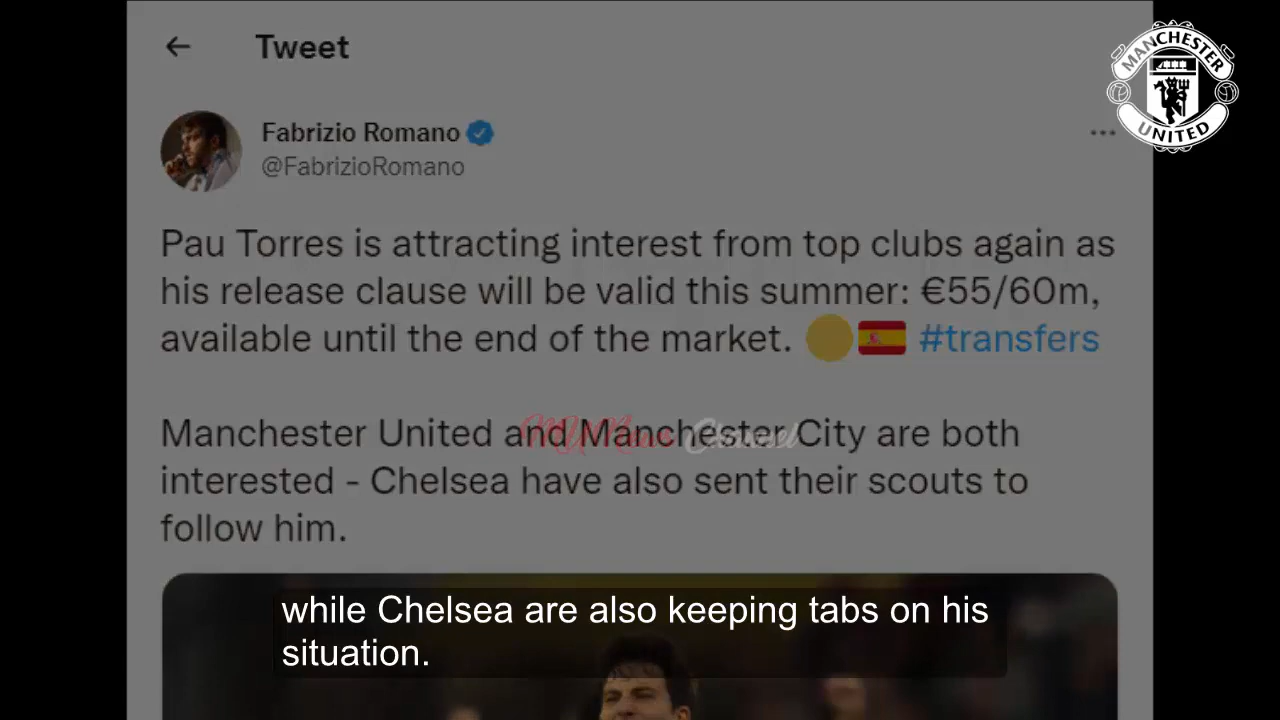 Tweet
MANCHESTER
UNITED
Fabrizio Romano
@FabrizioRomano
Pau Torres is attracting interest from top clubs again as
his release clause will be valid this summer: €55/60m,
available until the end of the market. #transfers
Manchester United and Manchester City are both
MU News Channel
interested - Chelsea have also sent their scouts to
follow him.
while Chelsea are also keeping tabs on his
situation.